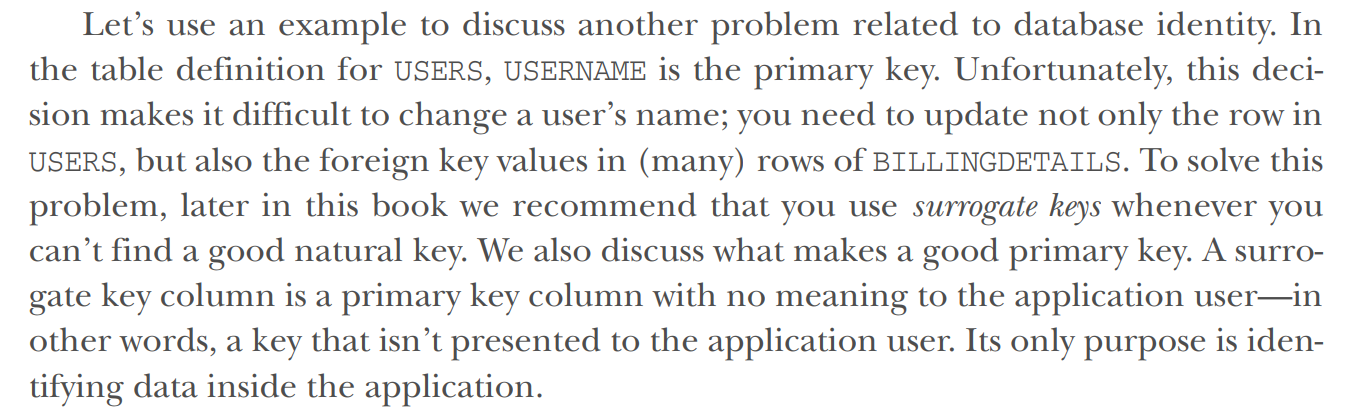 Let’s use an example to discuss another problem related to database identity. In
the table definition for USERS, USERNAME is the primary key. Unfortunately, this deci-
sion makes it difficult to change a user’s name; you need to update not only the row in
USERS, but also the foreign key values in (many) rows of BILLINGDETAILS. To solve this
problem, later in this book we recommend that you use surrogate keys whenever you
can’t find a good natural key. We also discuss what makes a good primary key. A surro-
gate key column is a primary key column with no meaning to the application user—in
other words, a key that isn’t presented to the application user. Its only purpose is iden-
tifying data inside the application.